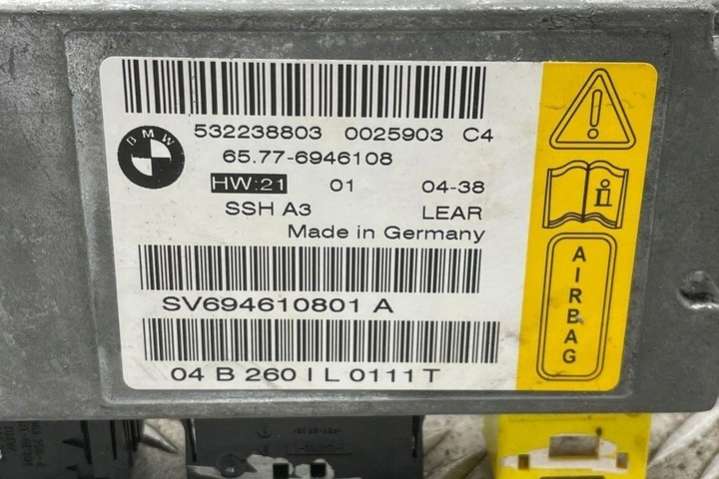 BMW
532238803 0025903 C4
65.77-6946108
HW:21 01 04-38
SSH A3 LEAR
Made in Germany
SV694610801 A
04 B 260 I L 0111 T
AIRBAG